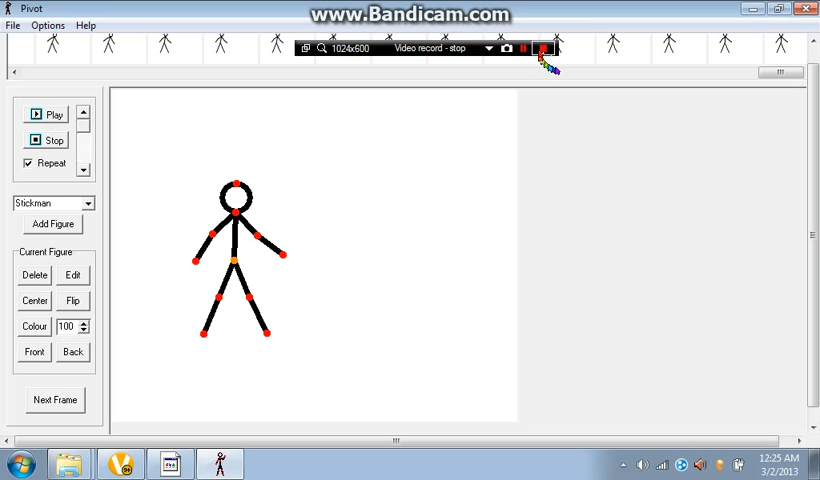 Pivot
www.Bandicam.com
File Options Help
1024x600 Video record - stop
Play
Stop
Repeat
Stickman
Add Figure
Current Figure
Delete Edit
Center Flip
Colour 100
Front Back
Next Frame
12:25 AM
3/2/2013